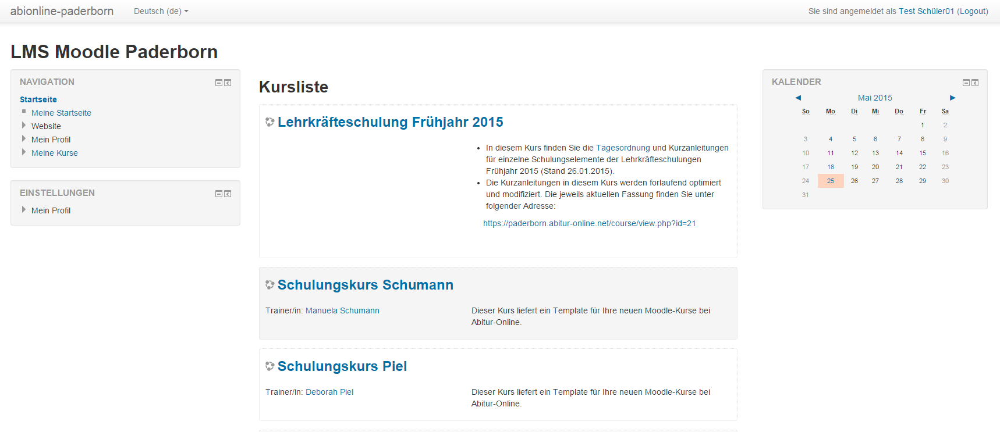 abionline-paderborn Deutsch (de) Sie sind angemeldet als Test Schüler01 (Logout)
LMS Moodle Paderborn
NAVIGATION
Startseite
Meine Startseite
Website
Mein Profil
Meine Kurse
EINSTELLUNGEN
Mein Profil
Kursliste
Lehrkräfteschulung Frühjahr 2015
In diesem Kurs finden Sie die Tagesordnung und Kurzanleitungen
für einzelne Schulungselemente der Lehrkräfteschulungen
Frühjahr 2015 (Stand 26.01.2015).
Die Kurzanleitungen in diesem Kurs werden forlaufend optimiert
und modifiziert. Die jeweils aktuellen Fassung finden Sie unter
folgender Adresse:
https://paderborn.abitur-online.net/course/view.php?id=21
Schulungskurs Schumann
Trainer/in: Manuela Schumann
Dieser Kurs liefert ein Template für Ihre neuen Moodle-Kurse bei
Abitur-Online.
Schulungskurs Piel
Trainer/in: Deborah Piel
Dieser Kurs liefert ein Template für Ihre neuen Moodle-Kurse bei
Abitur-Online.
KALENDER
Mai 2015
So Mo Di Mi Do Fr Sa
1 2
3 4 5 6 7 8 9
10 11 12 13 14 15 16
17 18 19 20 21 22 23
24 25 26 27 28 29 30
31